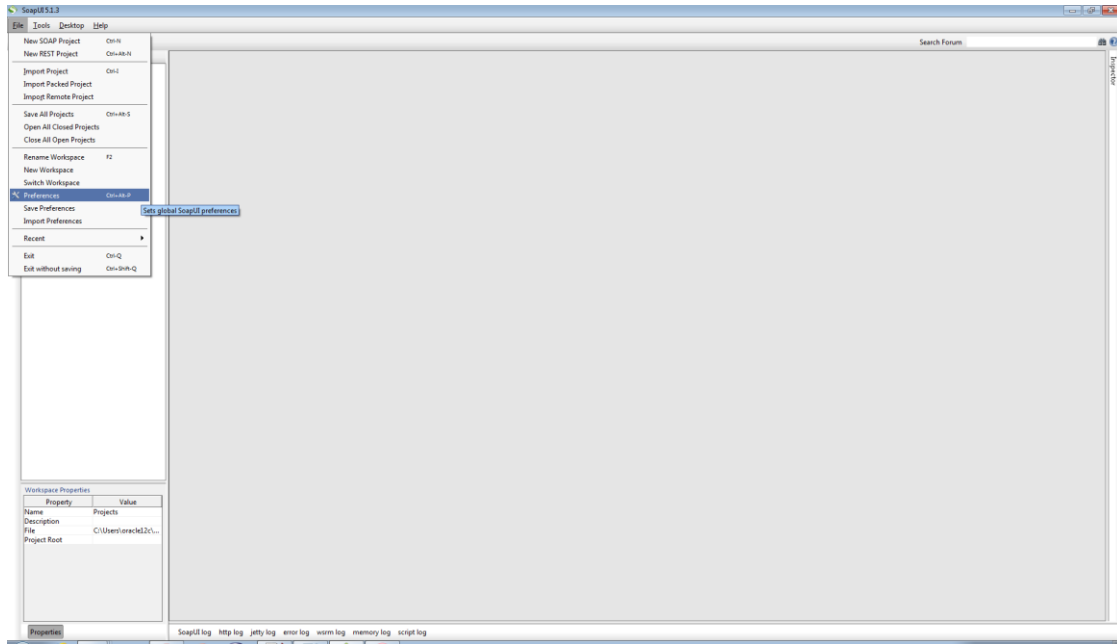 SoapUI 5.1.3
File Tools Desktop Help
New SOAP Project Ctrl-N
New REST Project Ctrl+Alt-N
Search Forum
Import Project Ctrl-I
Import Packed Project
Import Remote Project
Save All Projects Ctrl+Alt-S
Open All Closed Projects
Close All Open Projects
Rename Workspace F2
New Workspace
Switch Workspace
Preferences Ctrl+Alt-P
Sets global SoapUI preferences
Save Preferences
Import Preferences
Recent
Exit Ctrl-Q
Exit without saving Ctrl+Shift-Q
Inspector
Workspace Properties
Property Value
Name Projects
Description
File C:\Users\oracle12c\...
Project Root
Properties
SoapUI log http log jetty log error log wsrm log memory log script log